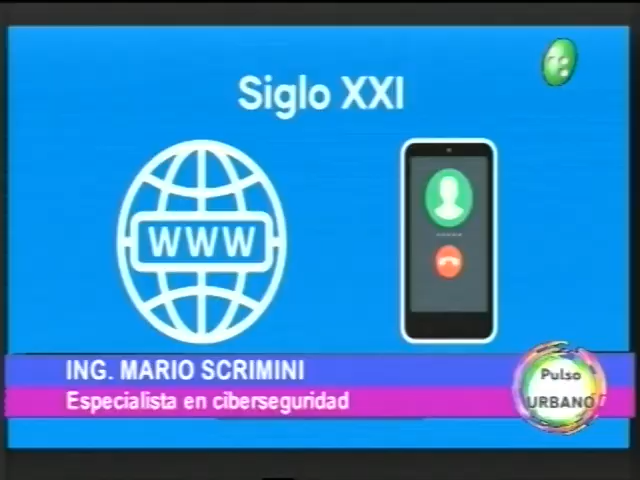 Siglo XXI
WWW
ING. MARIO SCRIMINI
Especialista en ciberseguridad
Pulso
URBANO